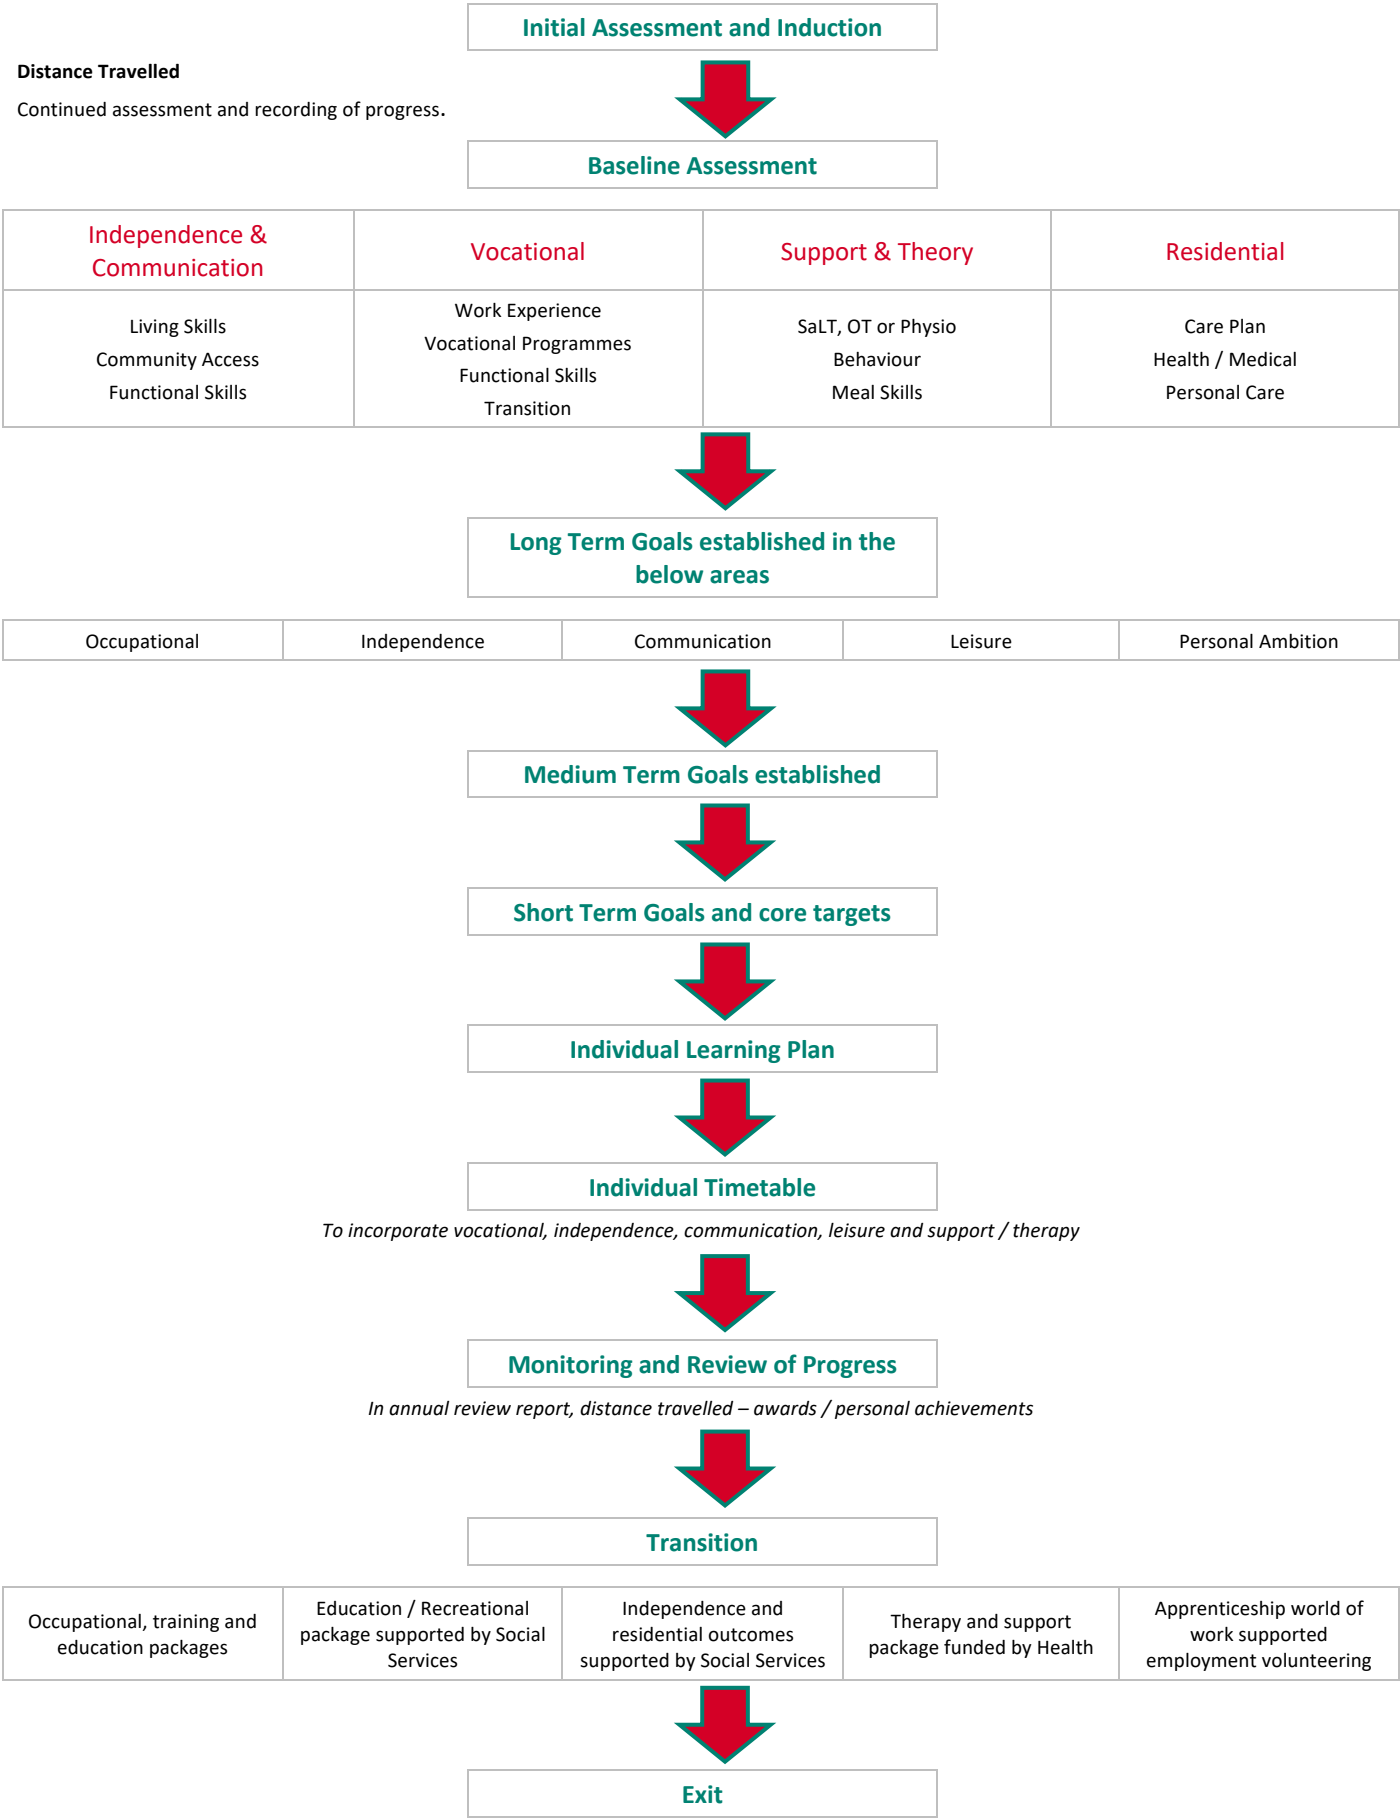 Initial Assessment and Induction
Distance Travelled
Continued assessment and recording of progress.
Baseline Assessment
Independence &
Communication
Vocational
Support & Theory
Residential
Living Skills
Community Access
Functional Skills
Work Experience
Vocational Programmes
Functional Skills
Transition
SaLT, OT or Physio
Behaviour
Meal Skills
Care Plan
Health / Medical
Personal Care
Long Term Goals established in the
below areas
Occupational
Independence
Communication
Leisure
Personal Ambition
Medium Term Goals established
Short Term Goals and core targets
Individual Learning Plan
Individual Timetable
To incorporate vocational, independence, communication, leisure and support / therapy
Monitoring and Review of Progress
In annual review report, distance travelled – awards / personal achievements
Transition
Occupational, training and
education packages
Education / Recreational
package supported by Social
Services
Independence and
residential outcomes
supported by Social Services
Therapy and support
package funded by Health
Apprenticeship world of
work supported
employment volunteering
Exit